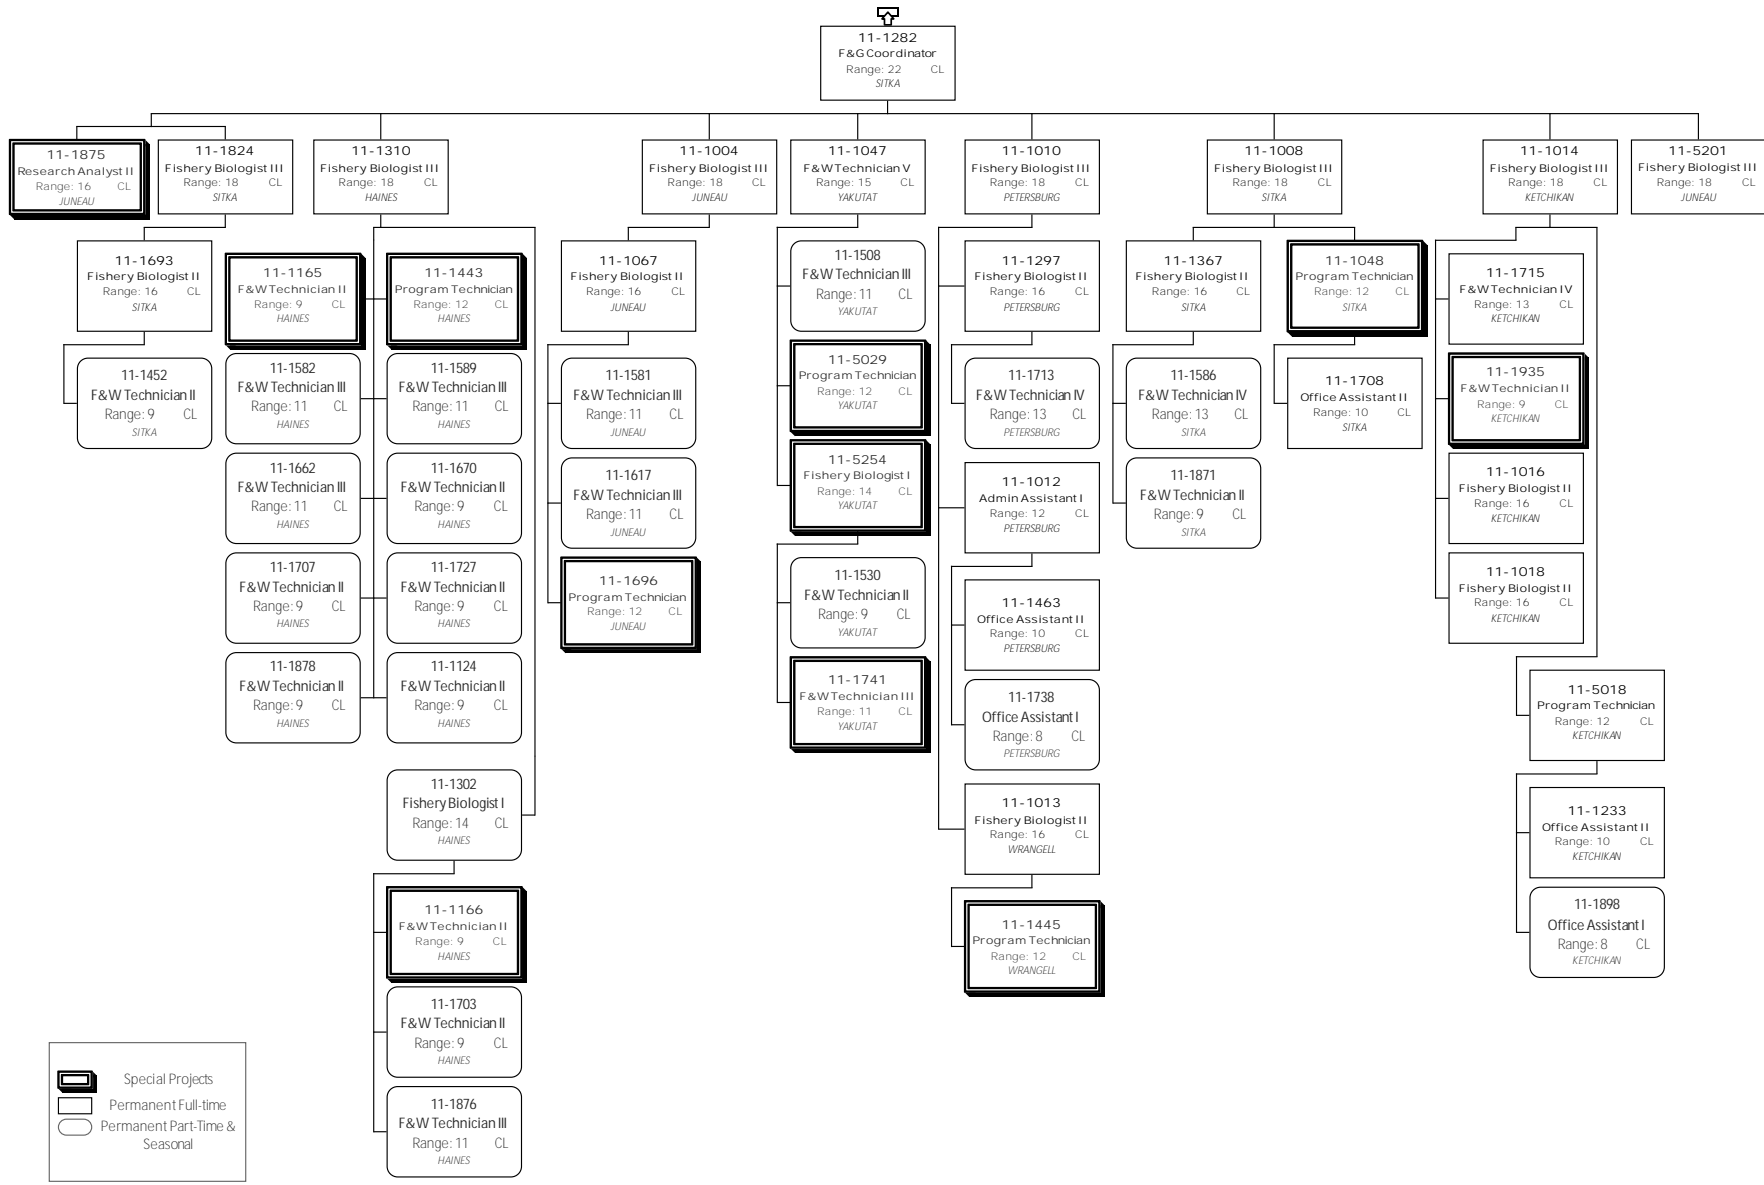 11-1282
F&G Coordinator
Range: 22 CL
SITKA
11-1875
Research Analyst II
Range: 16 CL
JUNEAU
11-1824
Fishery Biologist III
Range: 18 CL
SITKA
11-1310
Fishery Biologist III
Range: 18 CL
HAINES
11-1004
Fishery Biologist III
Range: 18 CL
JUNEAU
11-1047
F&W Technician V
Range: 15 CL
YAKUTAT
11-1010
Fishery Biologist III
Range: 18 CL
PETERSBURG
11-1008
Fishery Biologist III
Range: 18 CL
SITKA
11-1014
Fishery Biologist III
Range: 18 CL
KETCHIKAN
11-5201
Fishery Biologist III
Range: 18 CL
JUNEAU
11-1693
Fishery Biologist II
Range: 16 CL
SITKA
11-1452
F&W Technician II
Range: 9 CL
SITKA
11-1165
F&W Technician II
Range: 9 CL
HAINES
11-1443
Program Technician
Range: 12 CL
HAINES
11-1582
F&W Technician III
Range: 11 CL
HAINES
11-1589
F&W Technician III
Range: 11 CL
HAINES
11-1662
F&W Technician III
Range: 11 CL
HAINES
11-1670
F&W Technician II
Range: 9 CL
HAINES
11-1707
F&W Technician II
Range: 9 CL
HAINES
11-1727
F&W Technician II
Range: 9 CL
HAINES
11-1878
F&W Technician II
Range: 9 CL
HAINES
11-1124
F&W Technician II
Range: 9 CL
HAINES
11-1302
Fishery Biologist I
Range: 14 CL
HAINES
11-1166
F&W Technician II
Range: 9 CL
HAINES
11-1703
F&W Technician II
Range: 9 CL
HAINES
11-1876
F&W Technician III
Range: 11 CL
HAINES
11-1067
Fishery Biologist II
Range: 16 CL
JUNEAU
11-1581
F&W Technician III
Range: 11 CL
JUNEAU
11-1617
F&W Technician III
Range: 11 CL
JUNEAU
11-1696
Program Technician
Range: 12 CL
JUNEAU
11-1508
F&W Technician III
Range: 11 CL
YAKUTAT
11-5029
Program Technician
Range: 12 CL
YAKUTAT
11-5254
Fishery Biologist I
Range: 14 CL
YAKUTAT
11-1530
F&W Technician II
Range: 9 CL
YAKUTAT
11-1741
F&W Technician III
Range: 11 CL
YAKUTAT
11-1297
Fishery Biologist II
Range: 16 CL
PETERSBURG
11-1713
F&W Technician IV
Range: 13 CL
PETERSBURG
11-1012
Admin Assistant I
Range: 12 CL
PETERSBURG
11-1463
Office Assistant II
Range: 10 CL
PETERSBURG
11-1738
Office Assistant I
Range: 8 CL
PETERSBURG
11-1013
Fishery Biologist II
Range: 16 CL
WRANGELL
11-1445
Program Technician
Range: 12 CL
WRANGELL
11-1367
Fishery Biologist II
Range: 16 CL
SITKA
11-1586
F&W Technician IV
Range: 13 CL
SITKA
11-1871
F&W Technician II
Range: 9 CL
SITKA
11-1048
Program Technician
Range: 12 CL
SITKA
11-1708
Office Assistant II
Range: 10 CL
SITKA
11-1715
F&W Technician IV
Range: 13 CL
KETCHIKAN
11-1935
F&W Technician II
Range: 9 CL
KETCHIKAN
11-1016
Fishery Biologist II
Range: 16 CL
KETCHIKAN
11-1018
Fishery Biologist II
Range: 16 CL
KETCHIKAN
11-5018
Program Technician
Range: 12 CL
KETCHIKAN
11-1233
Office Assistant II
Range: 10 CL
KETCHIKAN
11-1898
Office Assistant I
Range: 8 CL
KETCHIKAN
Special Projects
Permanent Full-time
Permanent Part-Time &
Seasonal